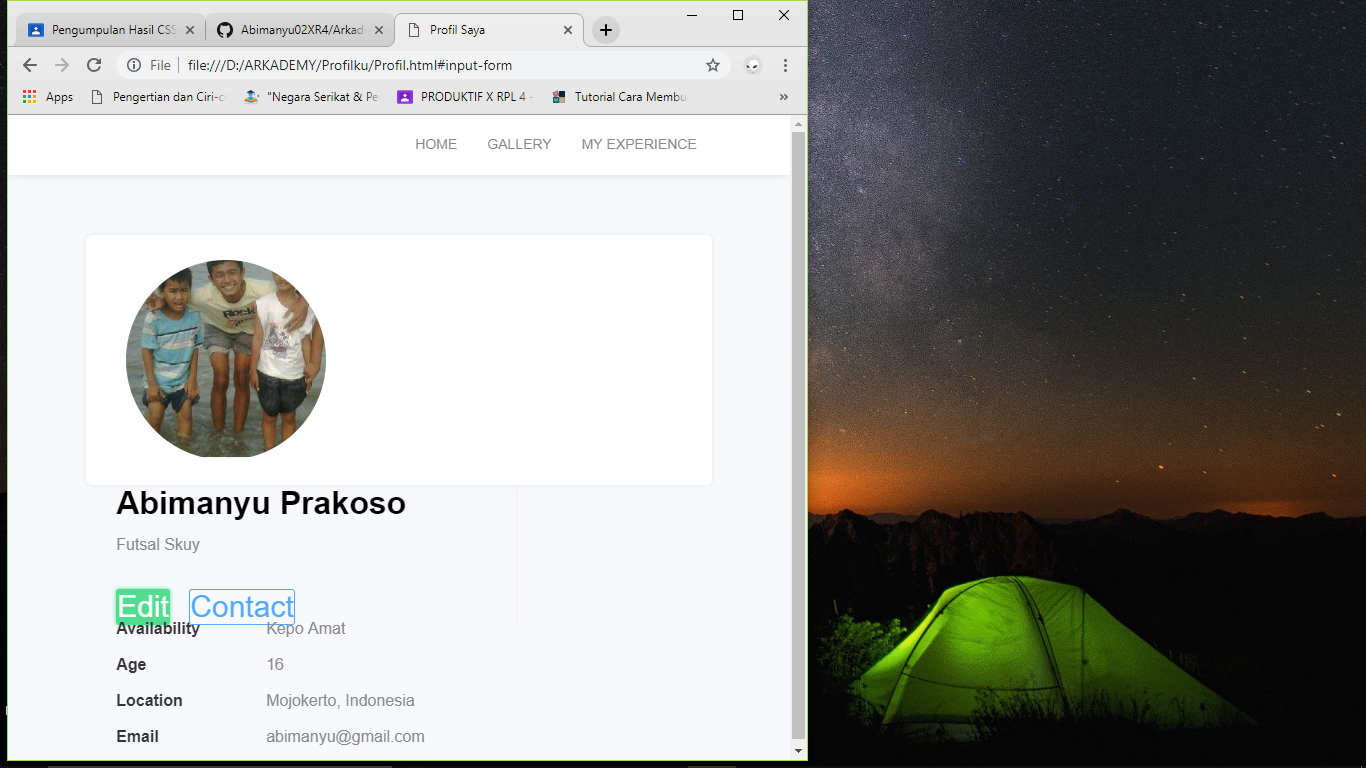 Pengumpulan Hasil CSS
Abimanyu02XR4/Arkad
Profil Saya
File
file:///D:/ARKADEMY/Profilku/Profil.html#input-form
Apps
Pengertian dan Ciri-c
"Negara Serikat & Pe
PRODUKTIF X RPL 4 -
Tutorial Cara Membu
»
HOME GALLERY MY EXPERIENCE
Abimanyu Prakoso
Futsal Skuy
Edit Contact
Availability Kepo Amat
Age 16
Location Mojokerto, Indonesia
Email abimanyu@gmail.com